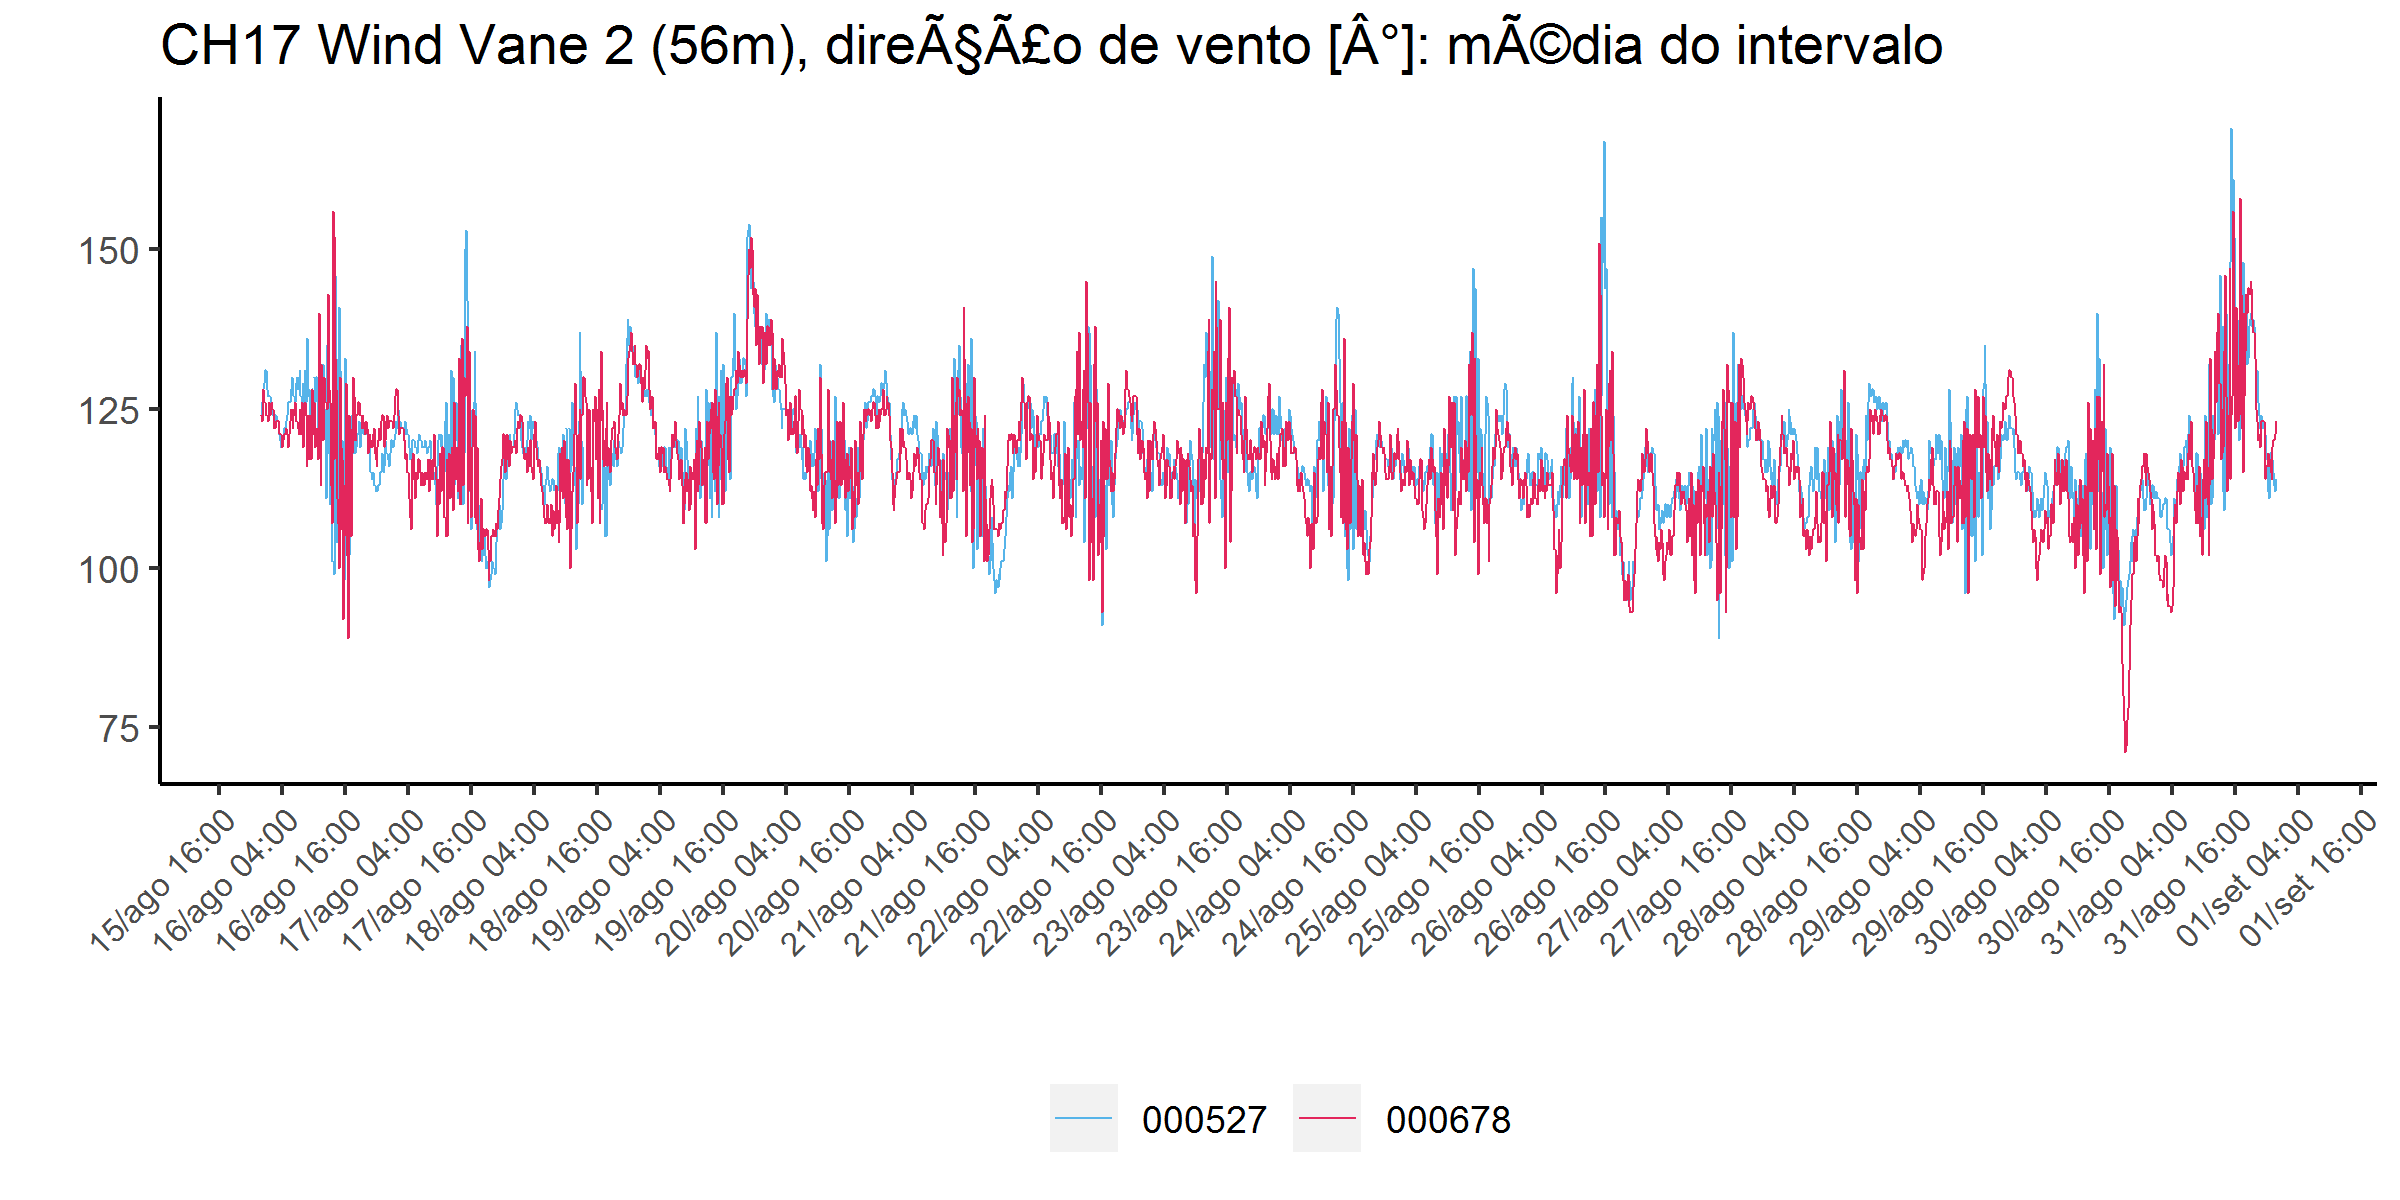 CH17 Wind Vane 2 (56m), direÃ§Ã£o de vento [Â°]: mÃ©dia do intervalo
150
125
100
75
15/ago 16:00
16/ago 04:00
16/ago 16:00
17/ago 04:00
17/ago 16:00
18/ago 04:00
18/ago 16:00
19/ago 04:00
19/ago 16:00
20/ago 04:00
20/ago 16:00
21/ago 04:00
21/ago 16:00
22/ago 04:00
22/ago 16:00
23/ago 04:00
23/ago 16:00
24/ago 04:00
24/ago 16:00
25/ago 04:00
25/ago 16:00
26/ago 04:00
26/ago 16:00
27/ago 04:00
27/ago 16:00
28/ago 04:00
28/ago 16:00
29/ago 04:00
29/ago 16:00
30/ago 04:00
30/ago 16:00
31/ago 04:00
31/ago 16:00
01/set 04:00
01/set 16:00
000527
000678